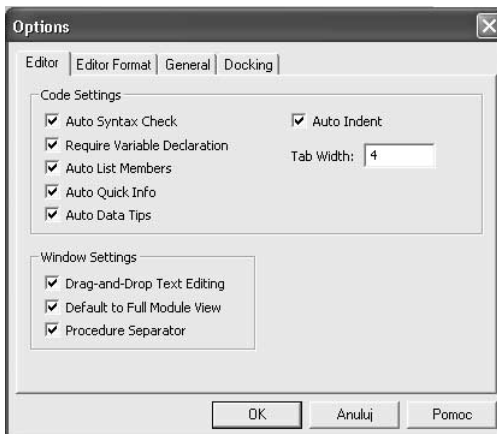 Options
Editor Editor Format General Docking
Code Settings
Auto Syntax Check
Require Variable Declaration
Auto List Members
Auto Quick Info
Auto Data Tips
Auto Indent
Tab Width: 4
Window Settings
Drag-and-Drop Text Editing
Default to Full Module View
Procedure Separator
OK Anuluj Pomoc